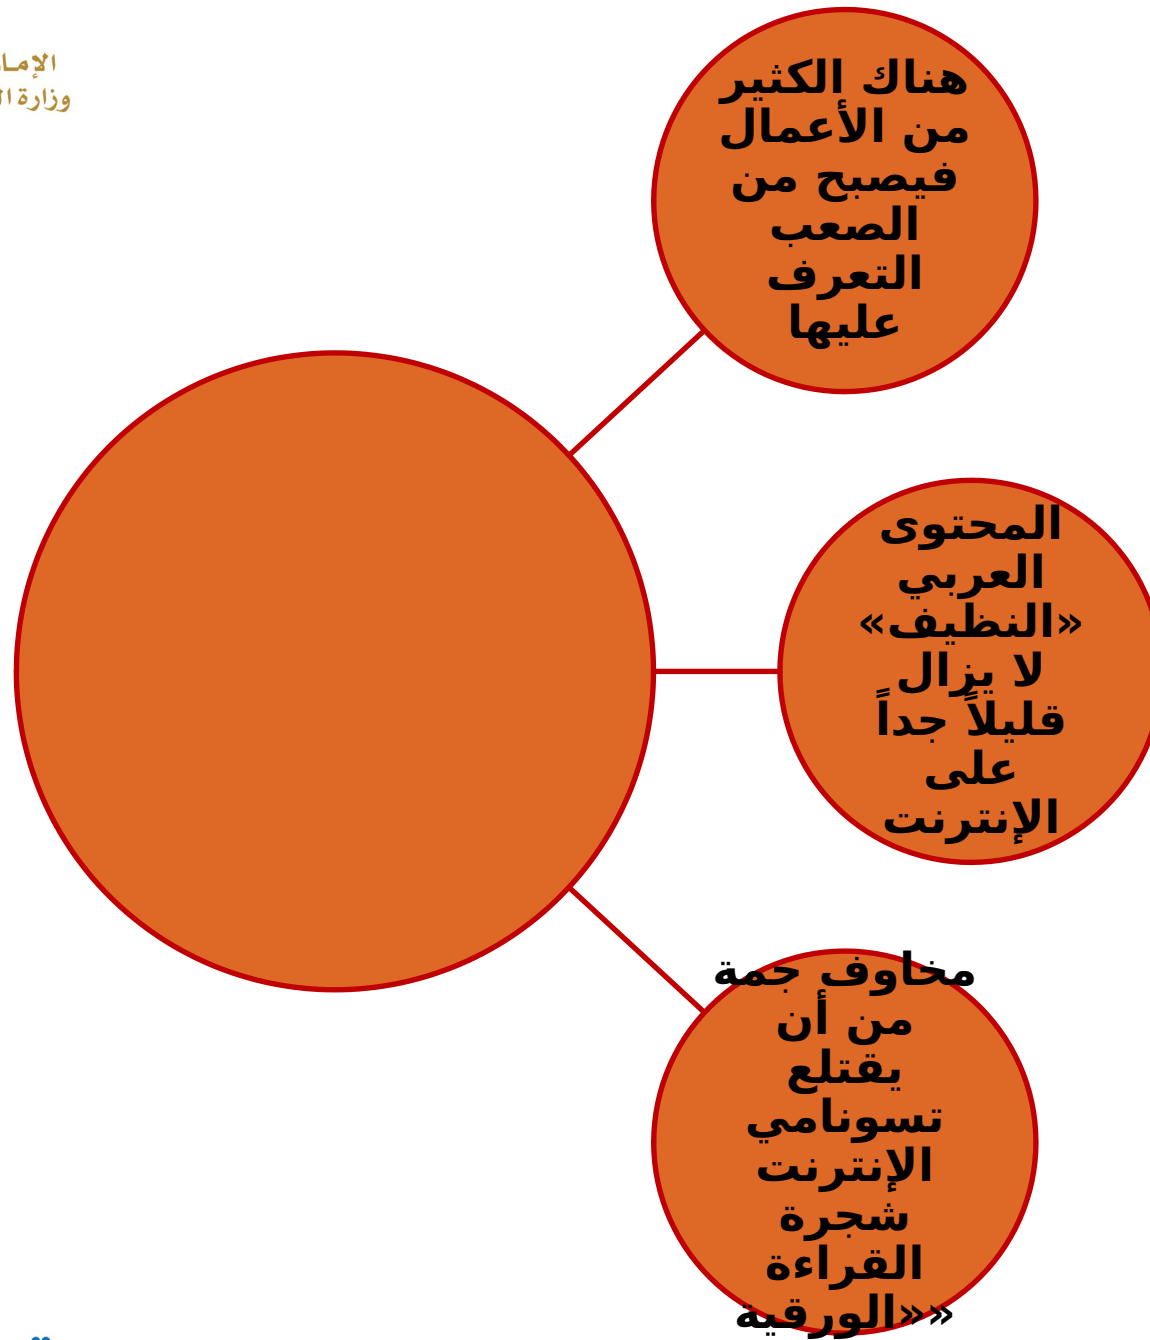 هناك الكثير
من الأعمال
فيصبح من
الصعب
التعرف
عليها
المحتوى
العربي
«النظيف»
لا يزال
قليلاً جداً
على
الإنترنت
مخاوف جمة
من أن
يقتلع
تسونامي
الإنترنت
شجرة
القراءة
««الورقية
وزارة